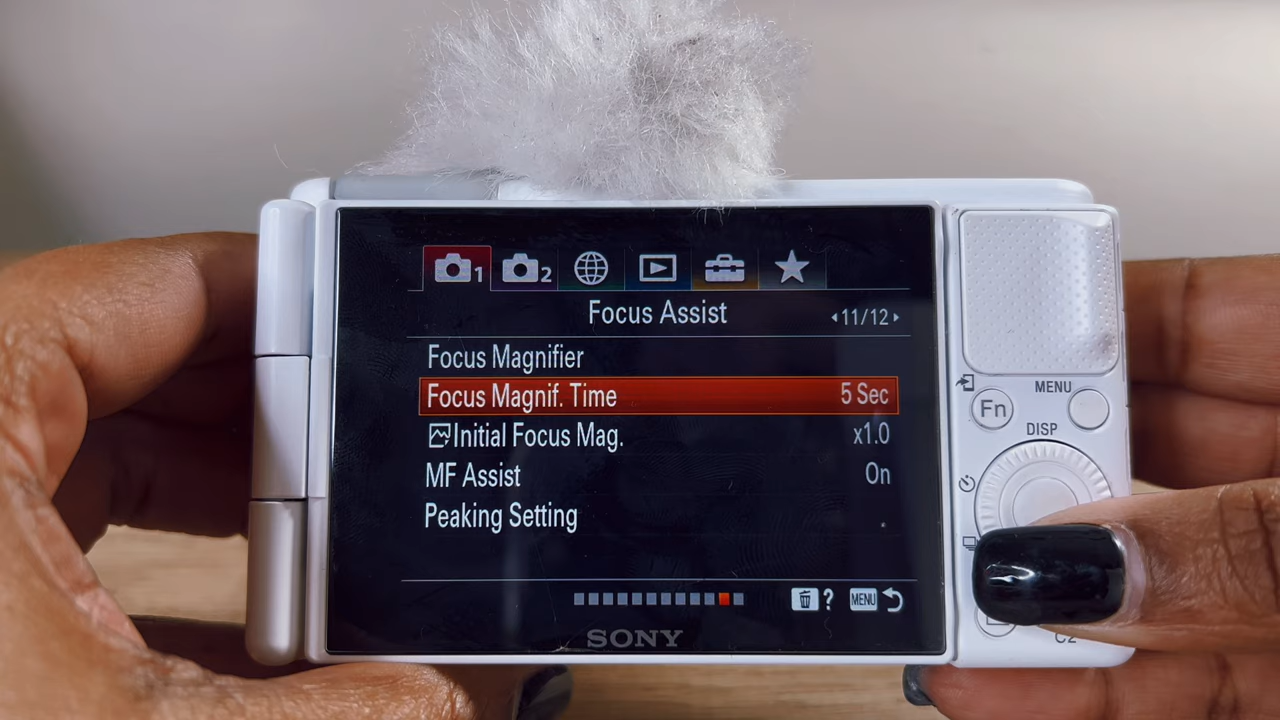 1 2
Focus Assist 11/12
Focus Magnifier
Focus Magnif. Time 5 Sec
Initial Focus Mag. x1.0
MF Assist On
Peaking Setting
? MENU
SONY
MENU
Fn
DISP
C2